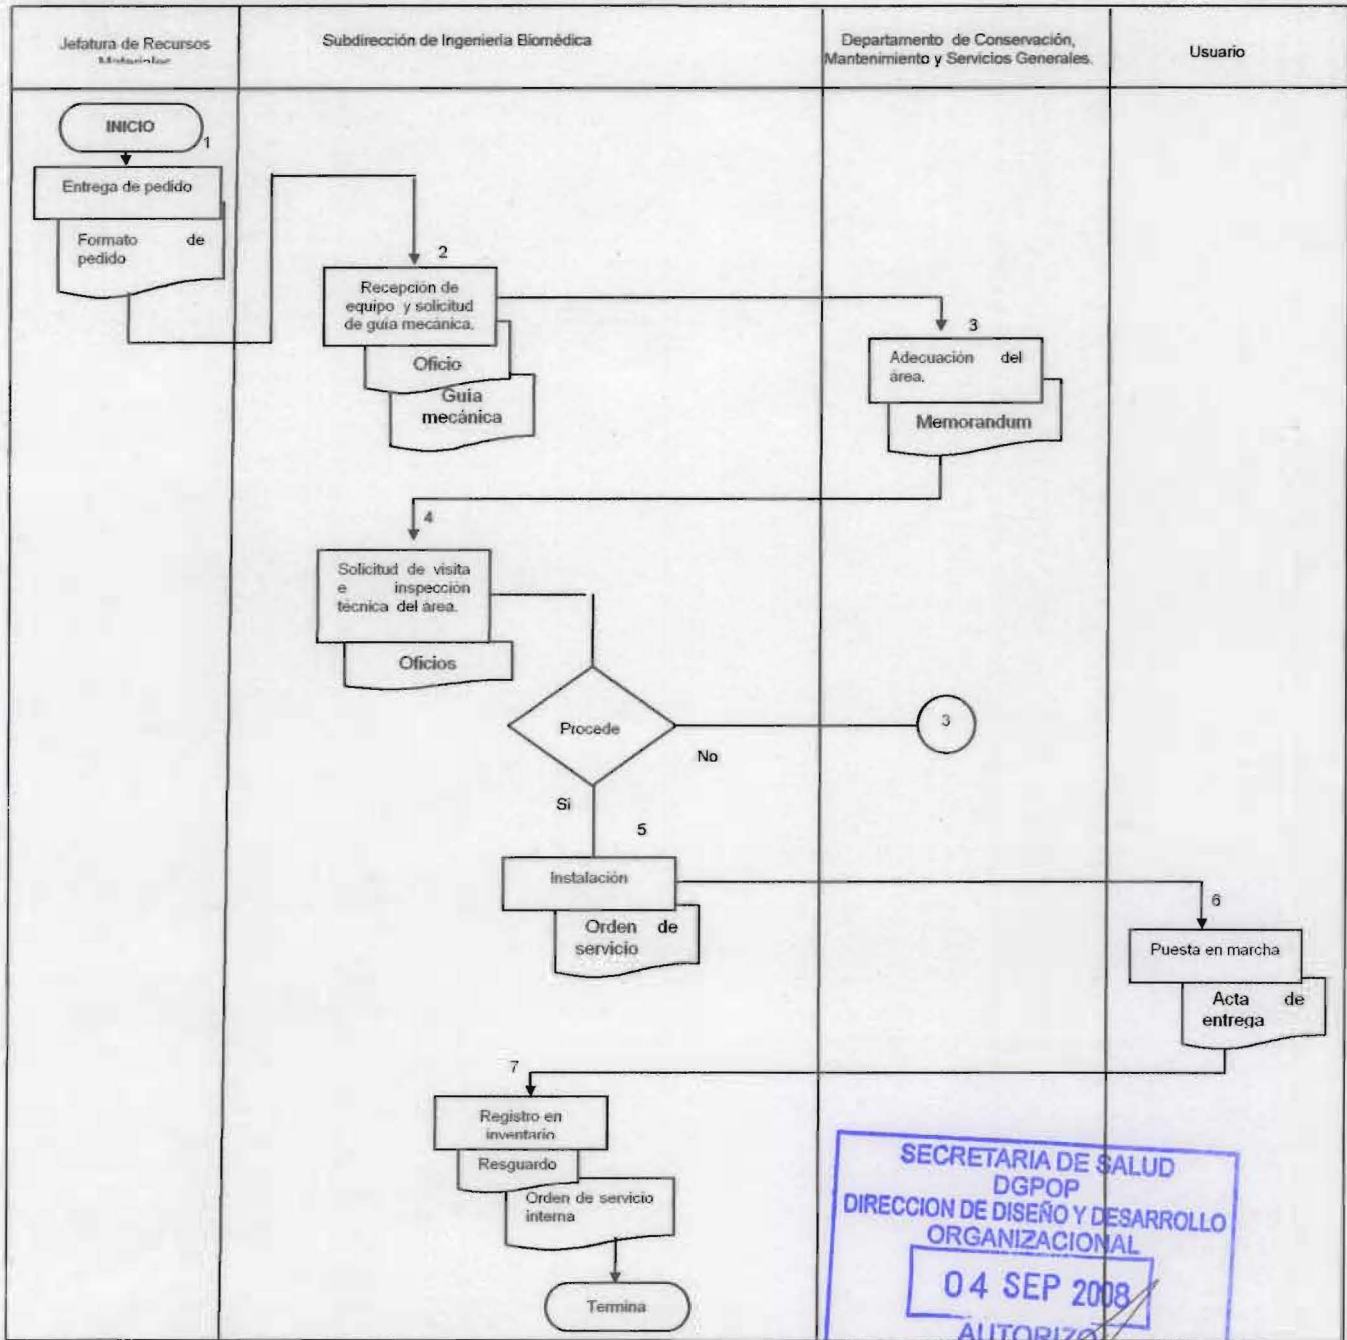 Jefatura de Recursos
Materiales
Subdirección de Ingeniería Biomédica
Departamento de Conservación,
Mantenimiento y Servicios Generales.
Usuario
INICIO
1
Entrega de pedido
Formato de
pedido
2
Recepción de
equipo y solicitud
de guía mecánica.
Oficio
Guia
mecánica
3
Adecuación del
área.
Memorandum
4
Solicitud de visita
e inspección
técnica del área.
Oficios
Procede
No
3
Si
5
Instalación
Orden de
servicio
6
Puesta en marcha
Acta de
entrega
7
Registro en
inventario
Resguardo
Orden de servicio
interna
Termina
SECRETARIA DE SALUD
DGPOP
DIRECCION DE DISEÑO Y DESARROLLO
ORGANIZACIONAL
04 SEP 2008
AUTORIZO